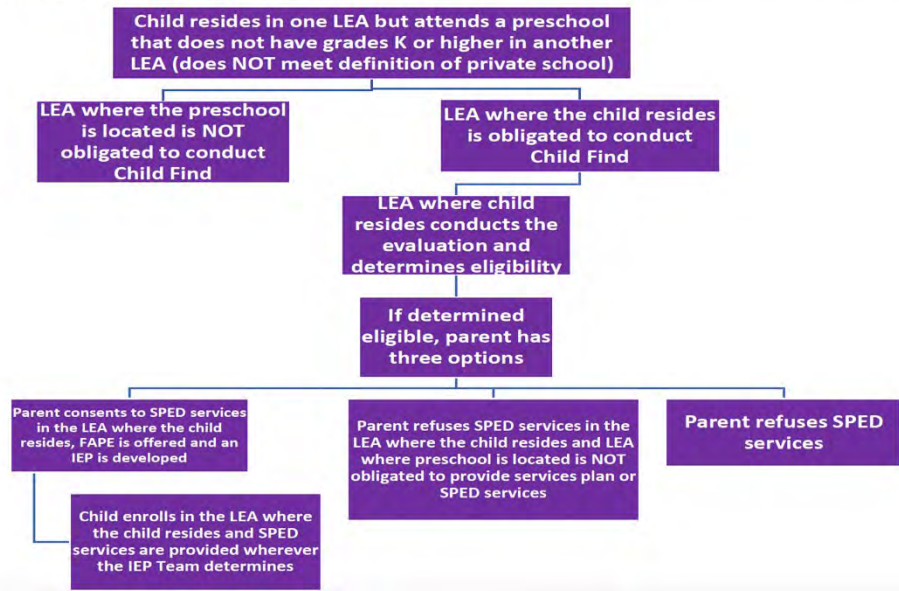 Child resides in one LEA but attends a preschool
that does not have grades K or higher in another
LEA (does NOT meet definition of private school)
LEA where the preschool
is located is NOT
obligated to conduct
Child Find
LEA where the child resides
is obligated to conduct
Child Find
LEA where child
resides conducts the
evaluation and
determines eligibility
If determined
eligible, parent has
three options
Parent consents to SPED services
in the LEA where the child
resides, FAPE is offered and an
IEP is developed
Child enrolls in the LEA where
the child resides and SPED
services are provided wherever
the IEP Team determines
Parent refuses SPED services in the
LEA where the child resides and LEA
where preschool is located is NOT
obligated to provide services plan or
SPED services
Parent refuses SPED
services